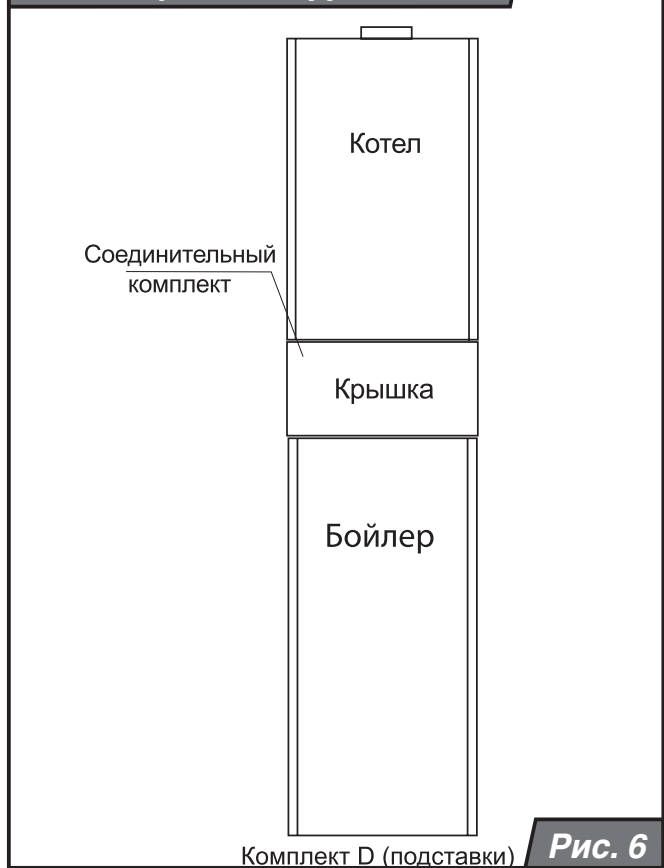 Котел
Соединительный
комплект
Крышка
Бойлер
Комплект D (подставки)
Рис. 6